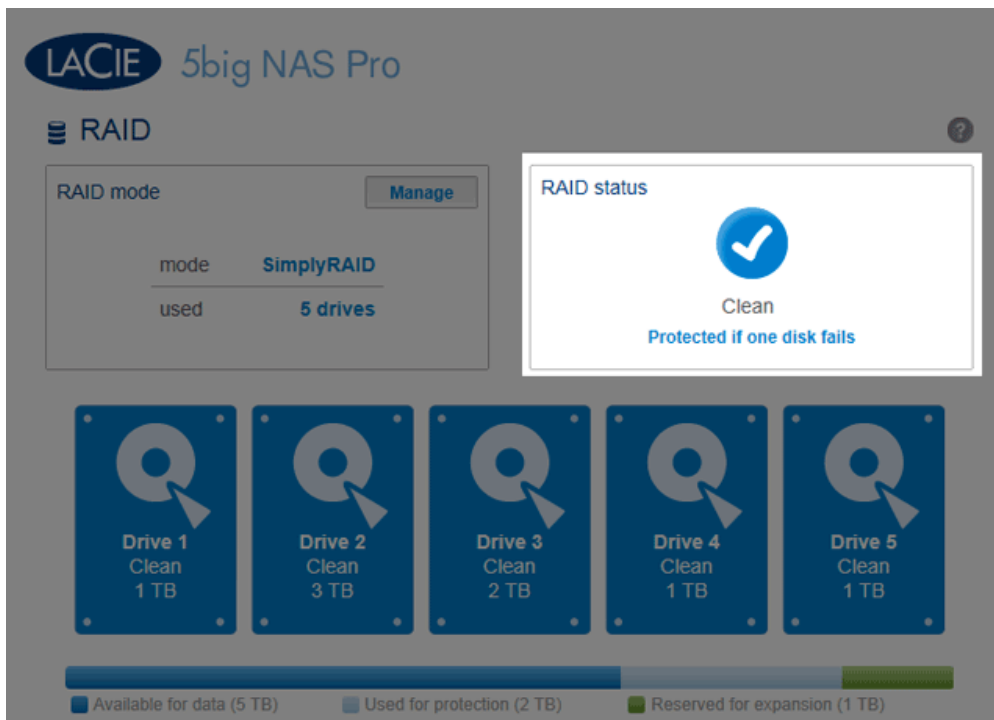 LACIE 5big NAS Pro
RAID
?
RAID mode
Manage
mode SimplyRAID
used 5 drives
RAID status
Clean
Protected if one disk fails
Drive 1
Clean
1 TB
Drive 2
Clean
3 TB
Drive 3
Clean
2 TB
Drive 4
Clean
1 TB
Drive 5
Clean
1 TB
Available for data (5 TB) Used for protection (2 TB) Reserved for expansion (1 TB)